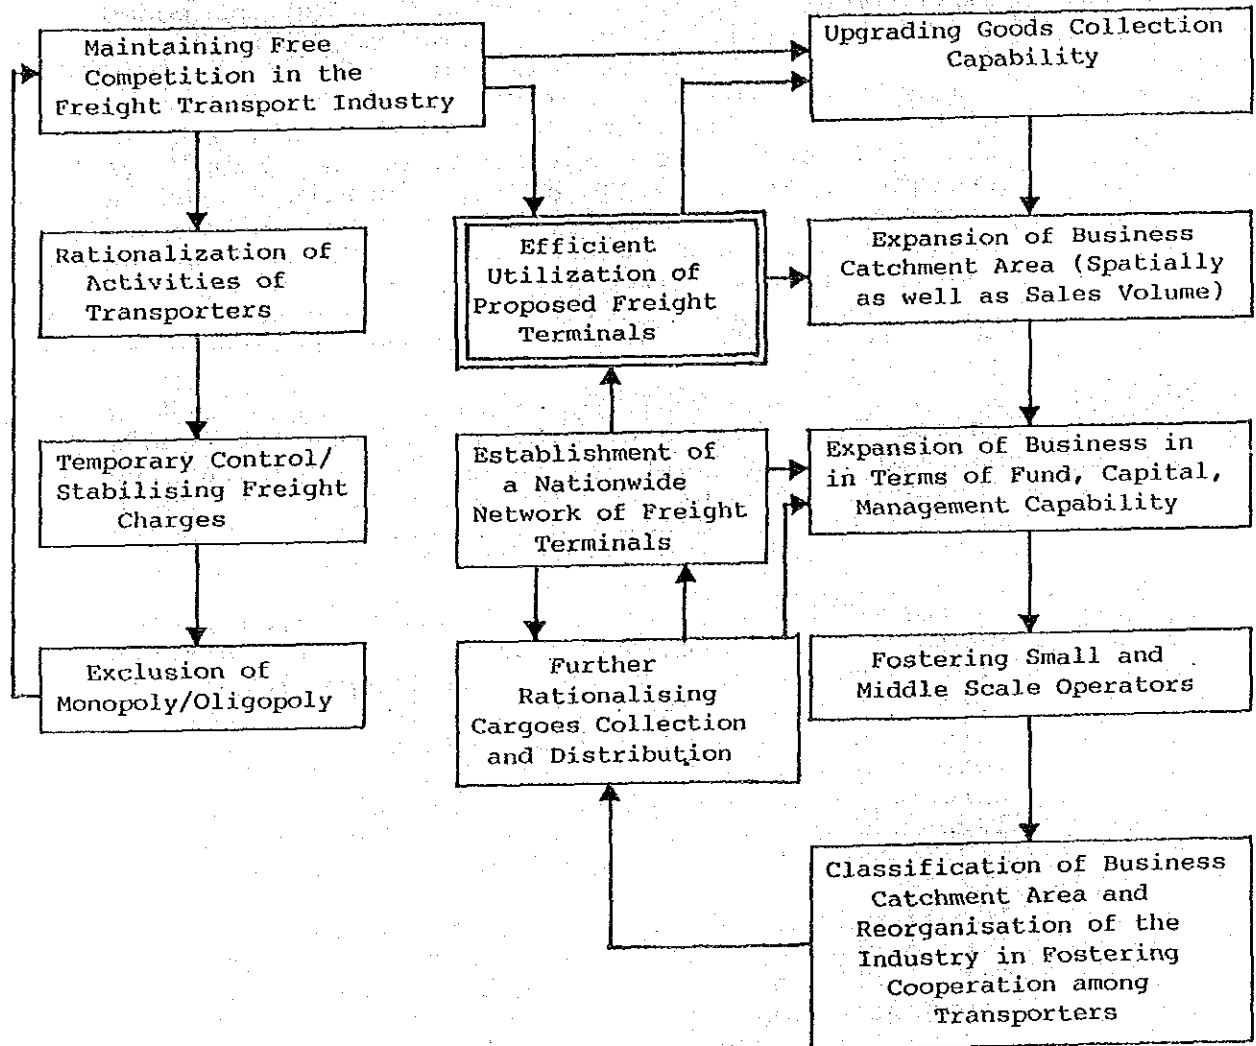 Maintaining Free
Competition in the
Freight Transport Industry
Upgrading Goods Collection
Capability
Rationalization of
Activities of
Transporters
Efficient
Utilization of
Proposed Freight
Terminals
Expansion of Business
Catchment Area (Spatially
as well as Sales Volume)
Temporary Control/
Stabilising Freight
Charges
Establishment of
a Nationwide
Network of Freight
Terminals
Expansion of Business in
in Terms of Fund, Capital,
Management Capability
Exclusion of
Monopoly/Oligopoly
Further
Rationalising
Cargoes Collection
and Distribution
Fostering Small and
Middle Scale Operators
Classification of Business
Catchment Area and
Reorganisation of the
Industry in Fostering
Cooperation among
Transporters